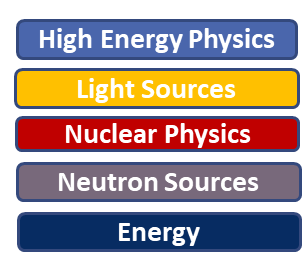 High Energy Physics
Light Sources
Nuclear Physics
Neutron Sources
Energy